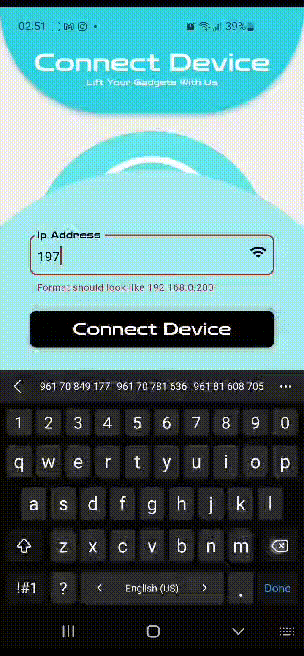 02:51 39%
Connect Device
Lift Your Gadgets With Us
Ip Address
197
Format should look like 192.168.0.200
Connect Device
961 70 849 177 961 70 781 636 961 81 608 705
1 2 3 4 5 6 7 8 9 0
q w e r t y u i o p
a s d f g h j k l
z x c v b n m
!#1 ? < English (US) > . Done